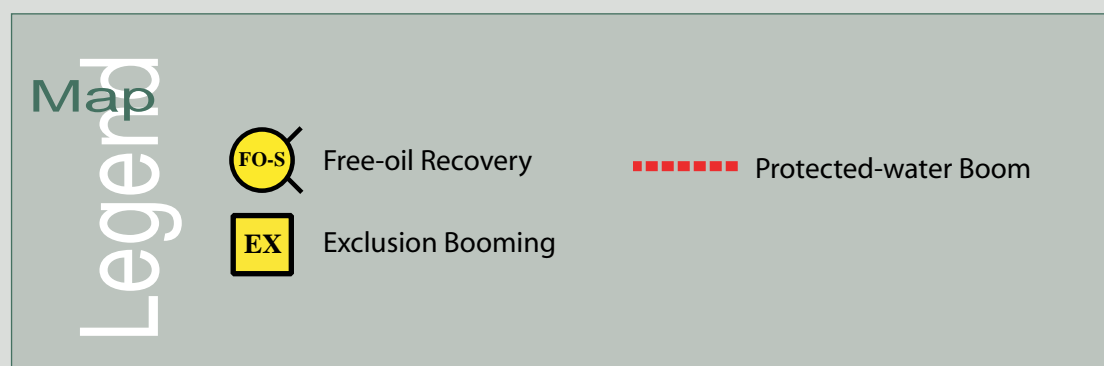 Map
Legend
FO-S Free-oil Recovery
EX Exclusion Booming
Protected-water Boom